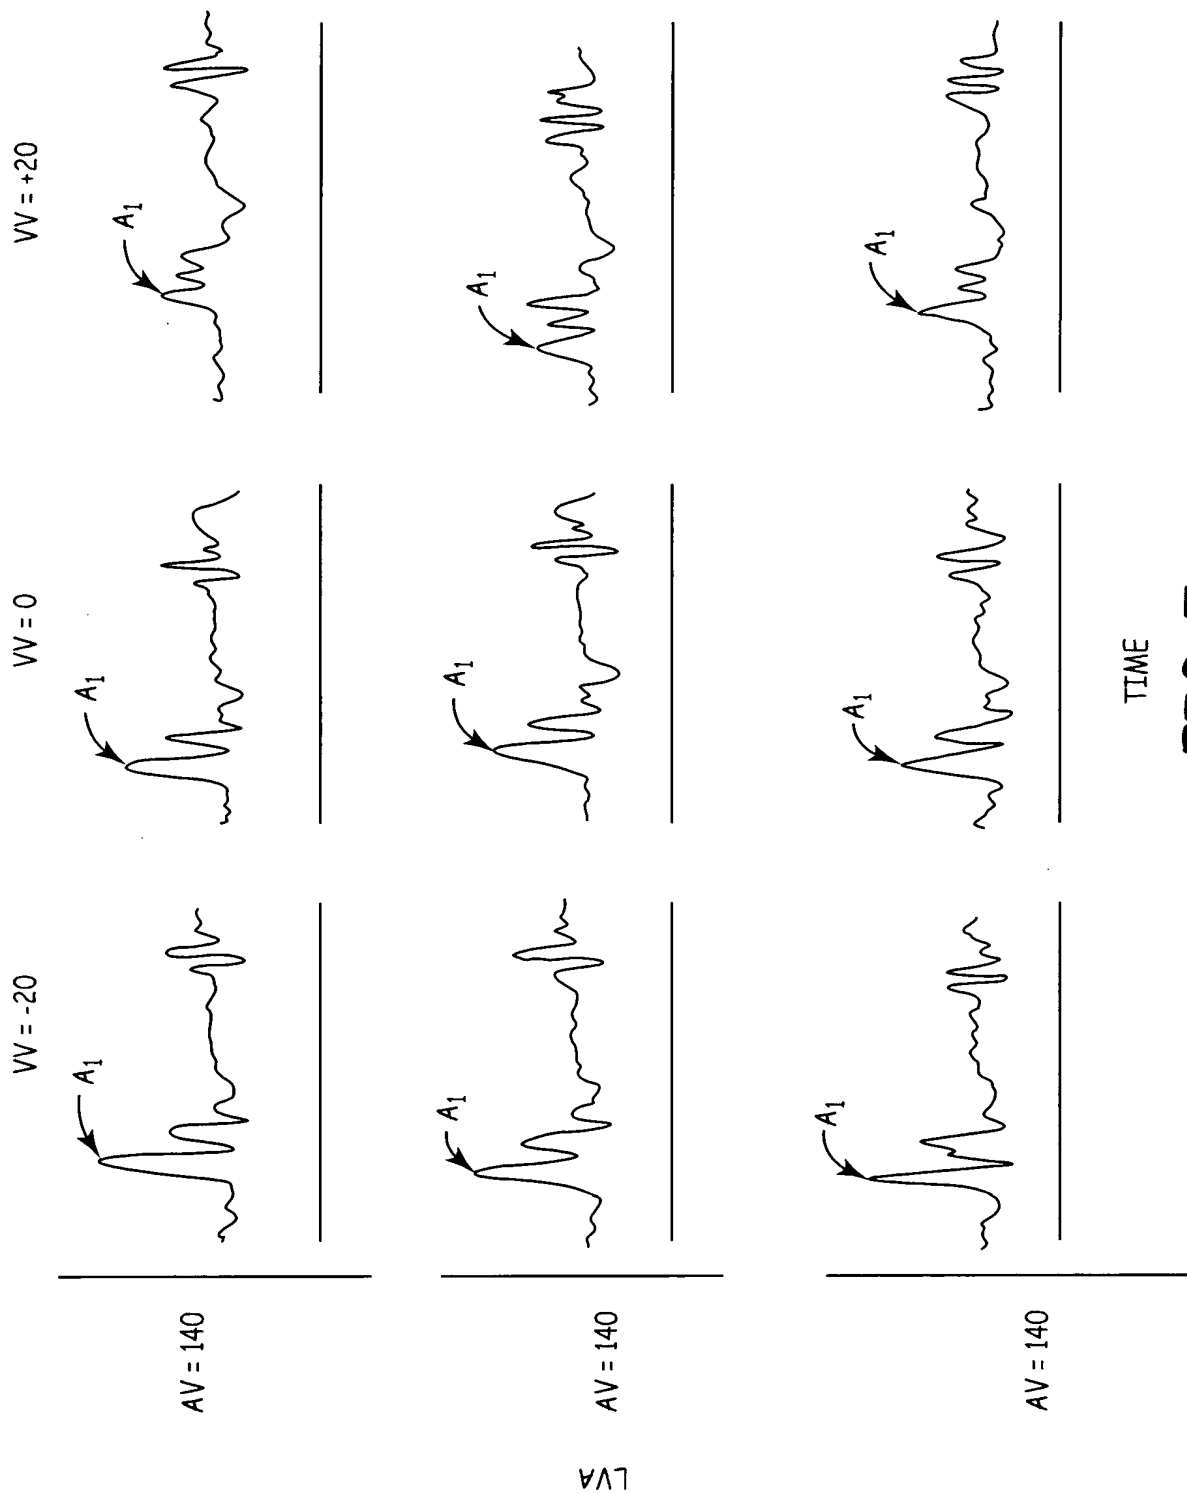 VV = -20
VV = 0
VV = +20
AV = 140
A₁
A₁
A₁
LVA
AV = 140
A₁
A₁
A₁
AV = 140
A₁
A₁
A₁
TIME